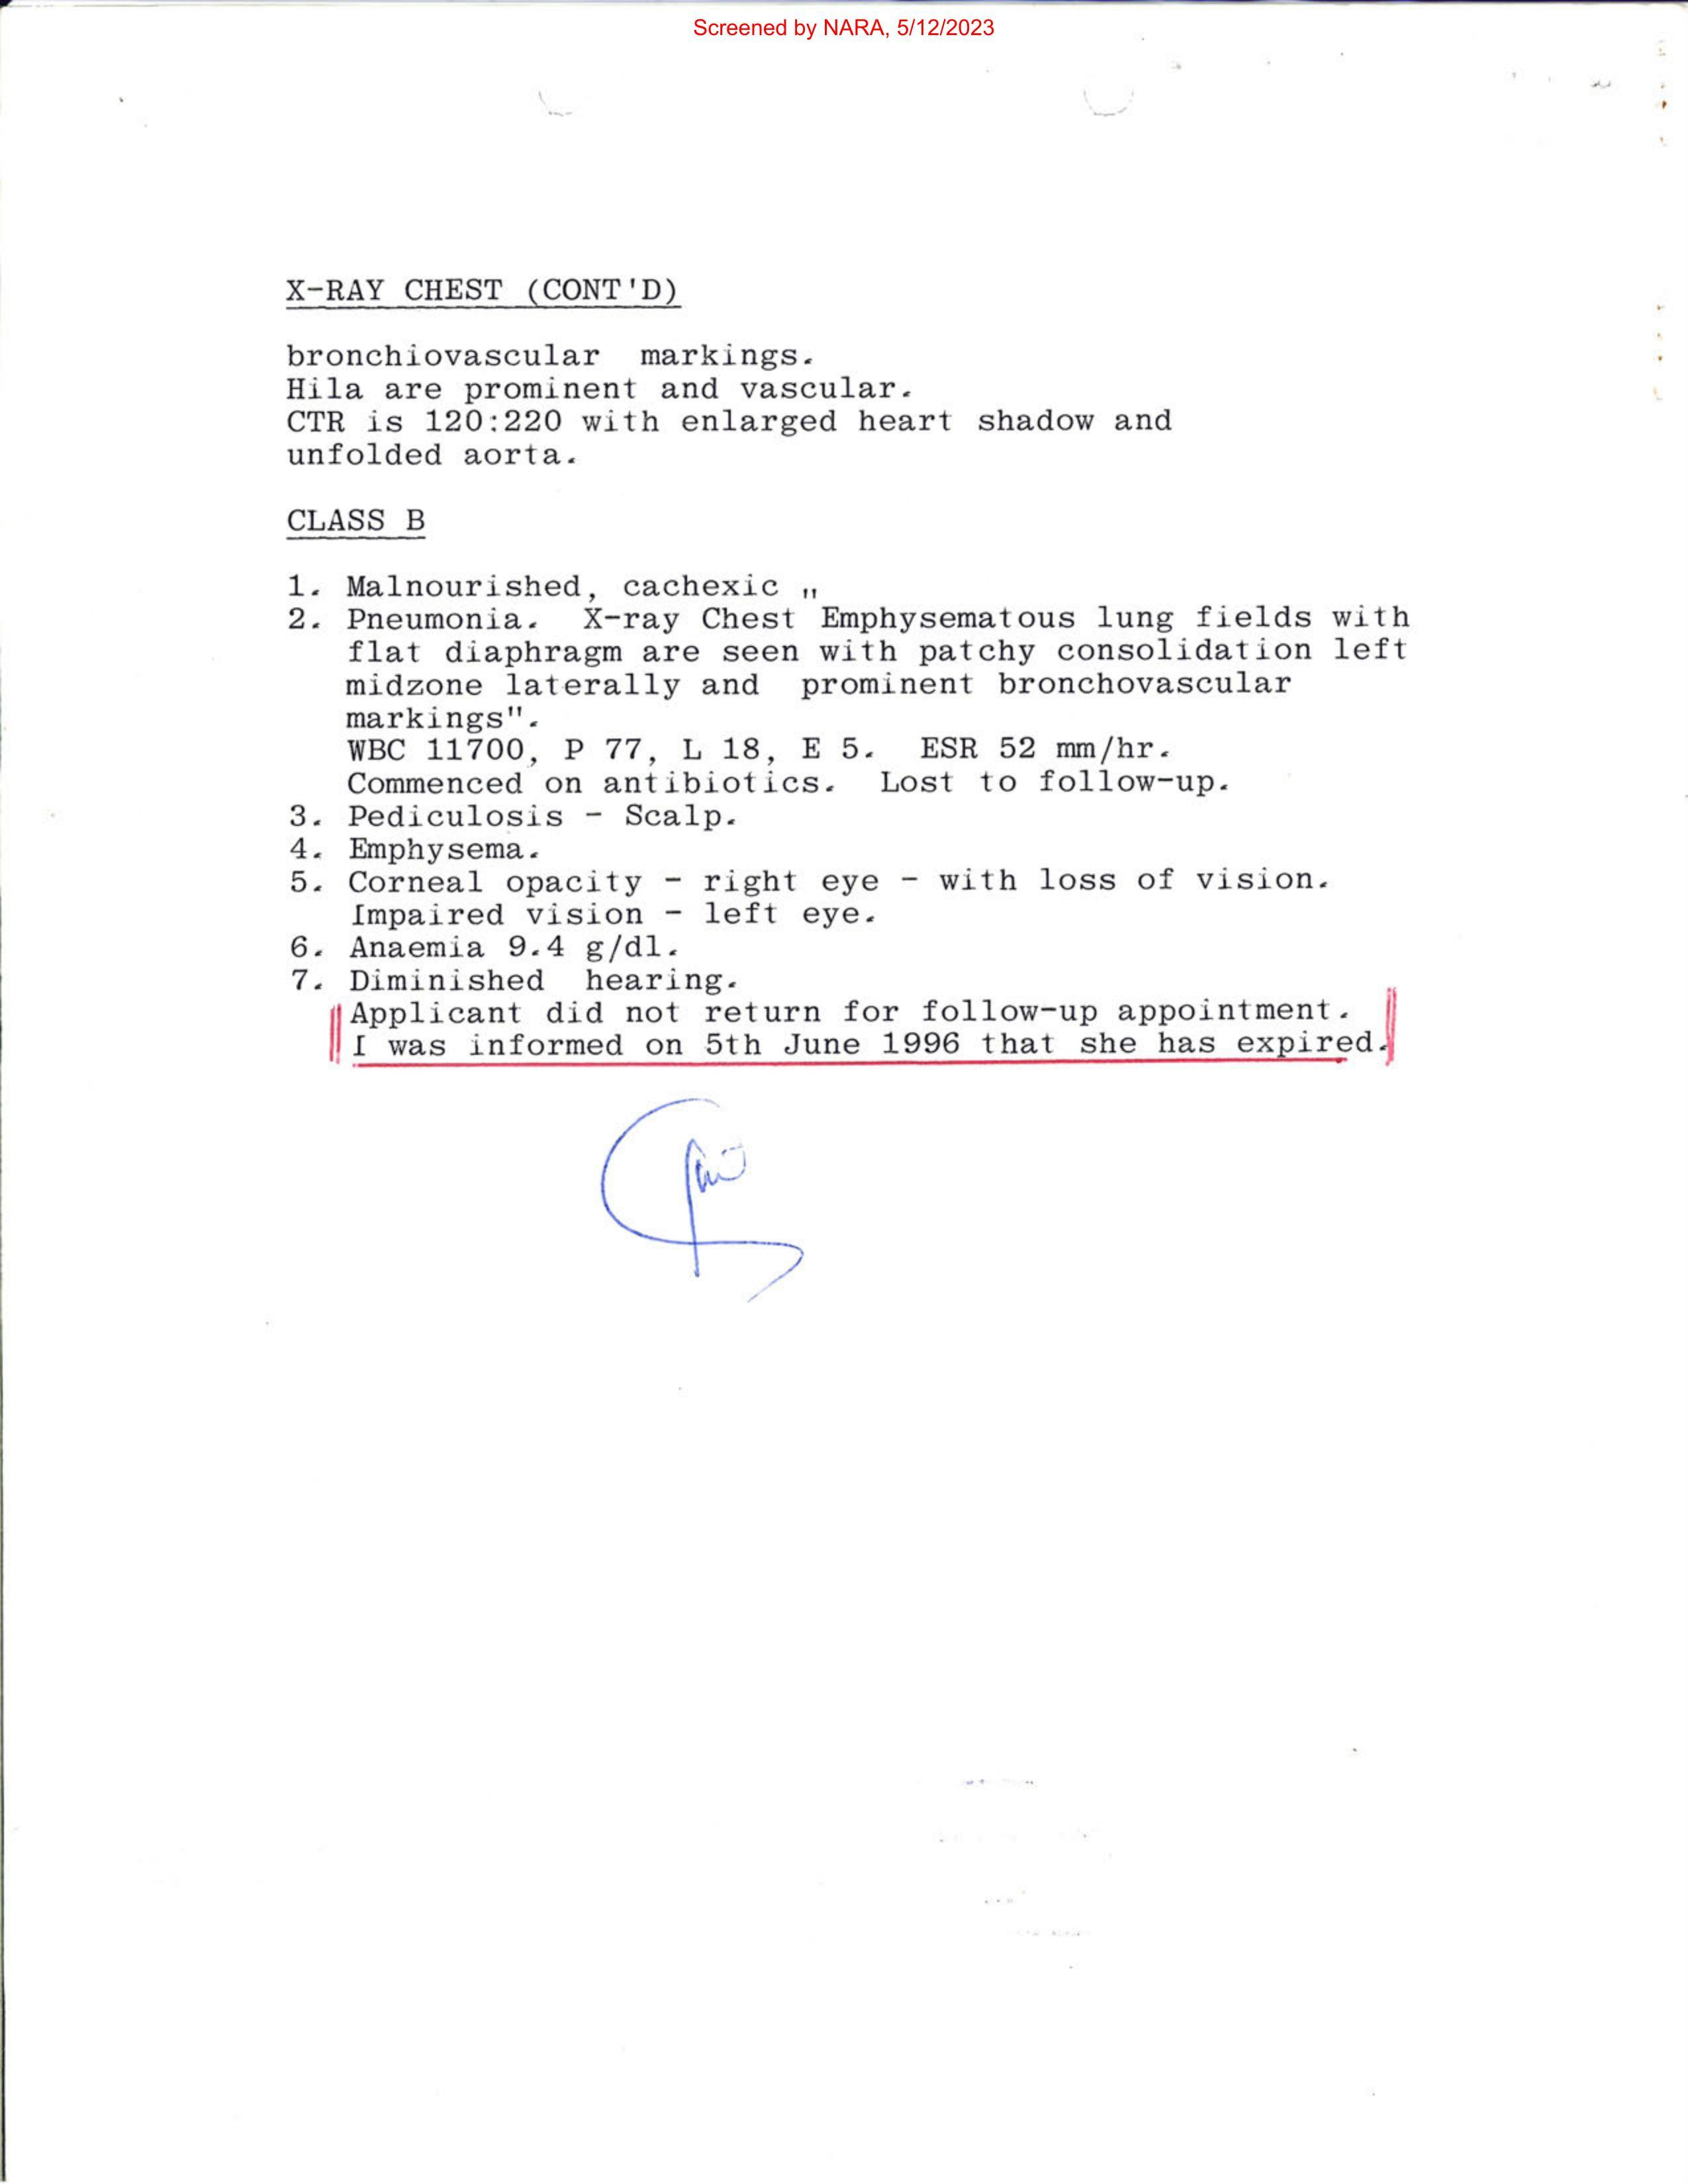 Screened by NARA, 5/12/2023
X-RAY CHEST (CONT'D)
bronchiovascular markings.
Hila are prominent and vascular.
CTR is 120:220 with enlarged heart shadow and
unfolded aorta.
CLASS B
1. Malnourished, cachexic
2. Pneumonia. X-ray Chest "Emphysematous lung fields with
flat diaphragm are seen with patchy consolidation left
midzone laterally and prominent bronchovascular
markings".
WBC 11700, P 77, L 18, E 5. ESR 52 mm/hr.
Commenced on antibiotics. Lost to follow-up.
3. Pediculosis - Scalp.
4. Emphysema.
5. Corneal opacity - right eye - with loss of vision.
Impaired vision - left eye.
6. Anaemia 9.4 g/dl.
7. Diminished hearing.
Applicant did not return for follow-up appointment.
I was informed on 5th June 1996 that she has expired.